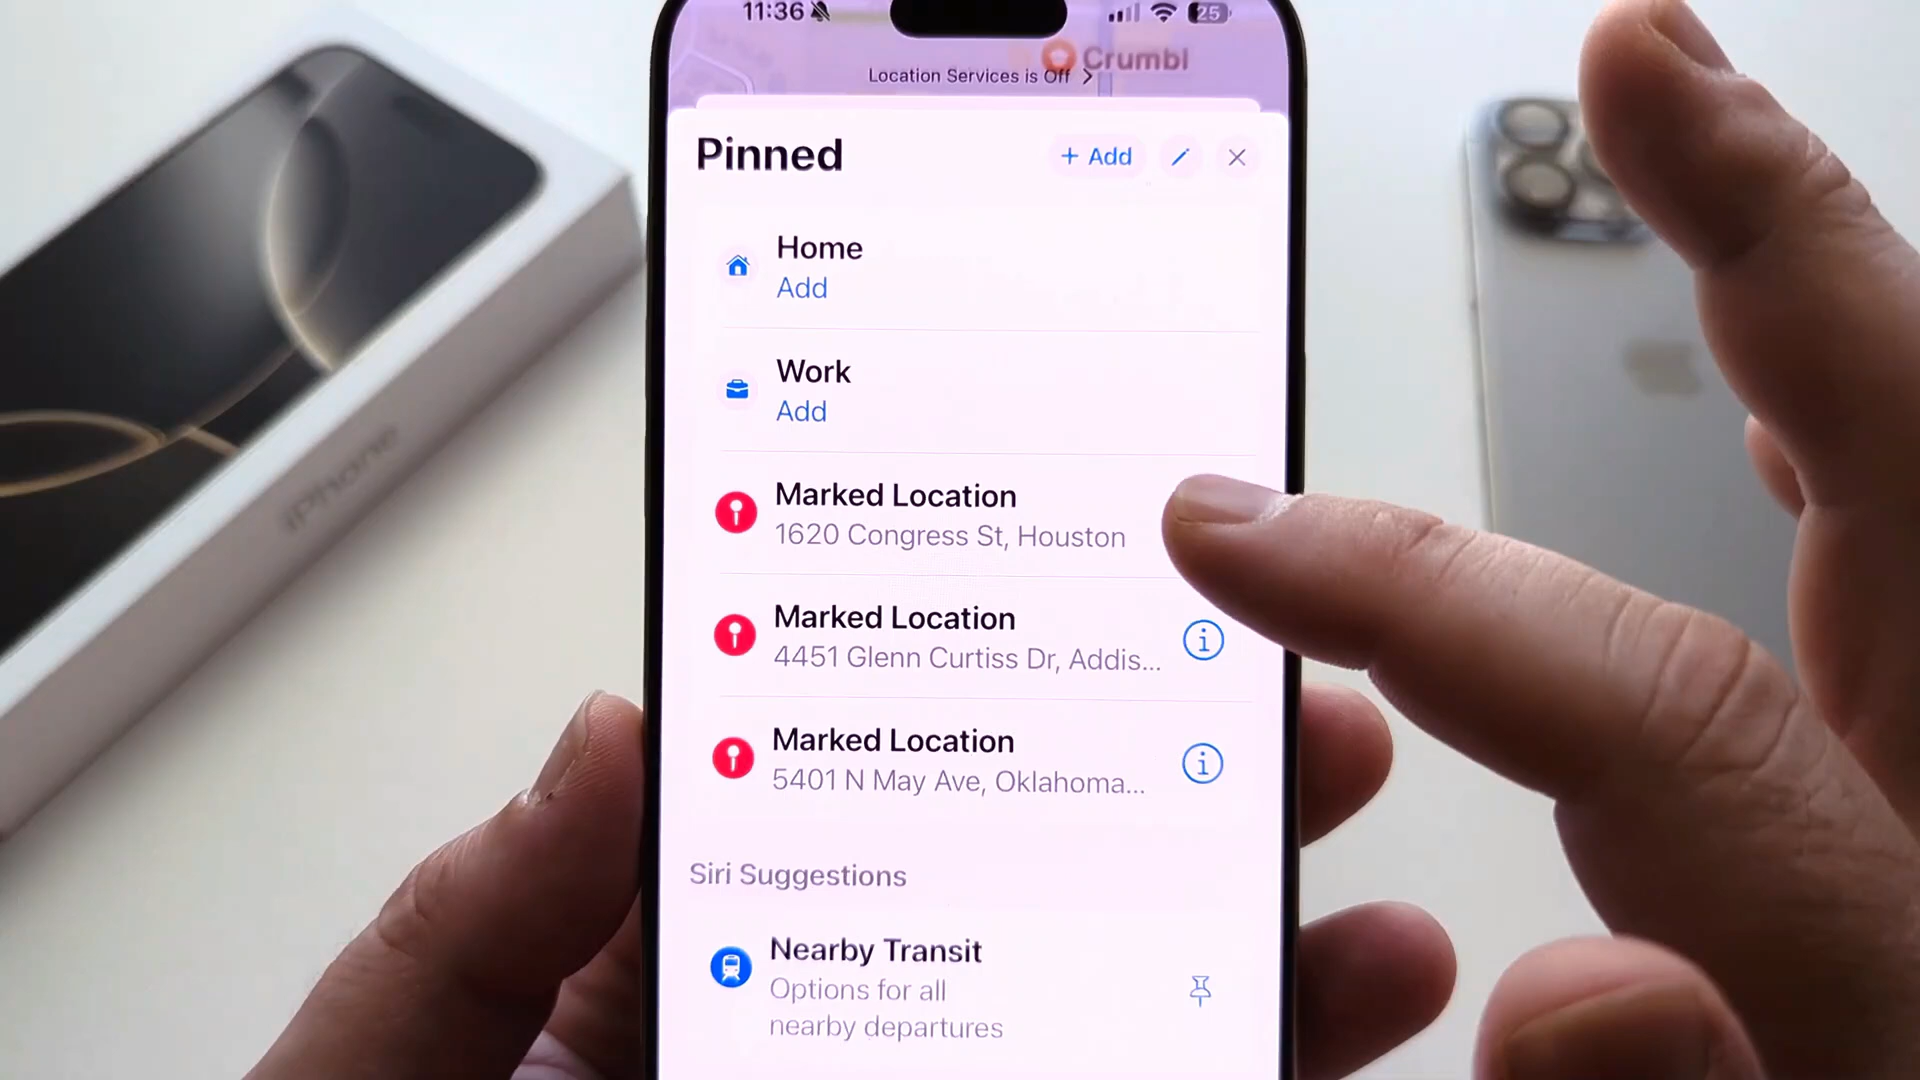 11:36
25
Crumbl
Location Services is Off
Pinned
+ Add
Home
Add
Work
Add
Marked Location
1620 Congress St, Houston
Marked Location
4451 Glenn Curtiss Dr, Addis...
Marked Location
5401 N May Ave, Oklahoma...
Siri Suggestions
Nearby Transit
Options for all
nearby departures
iPhone